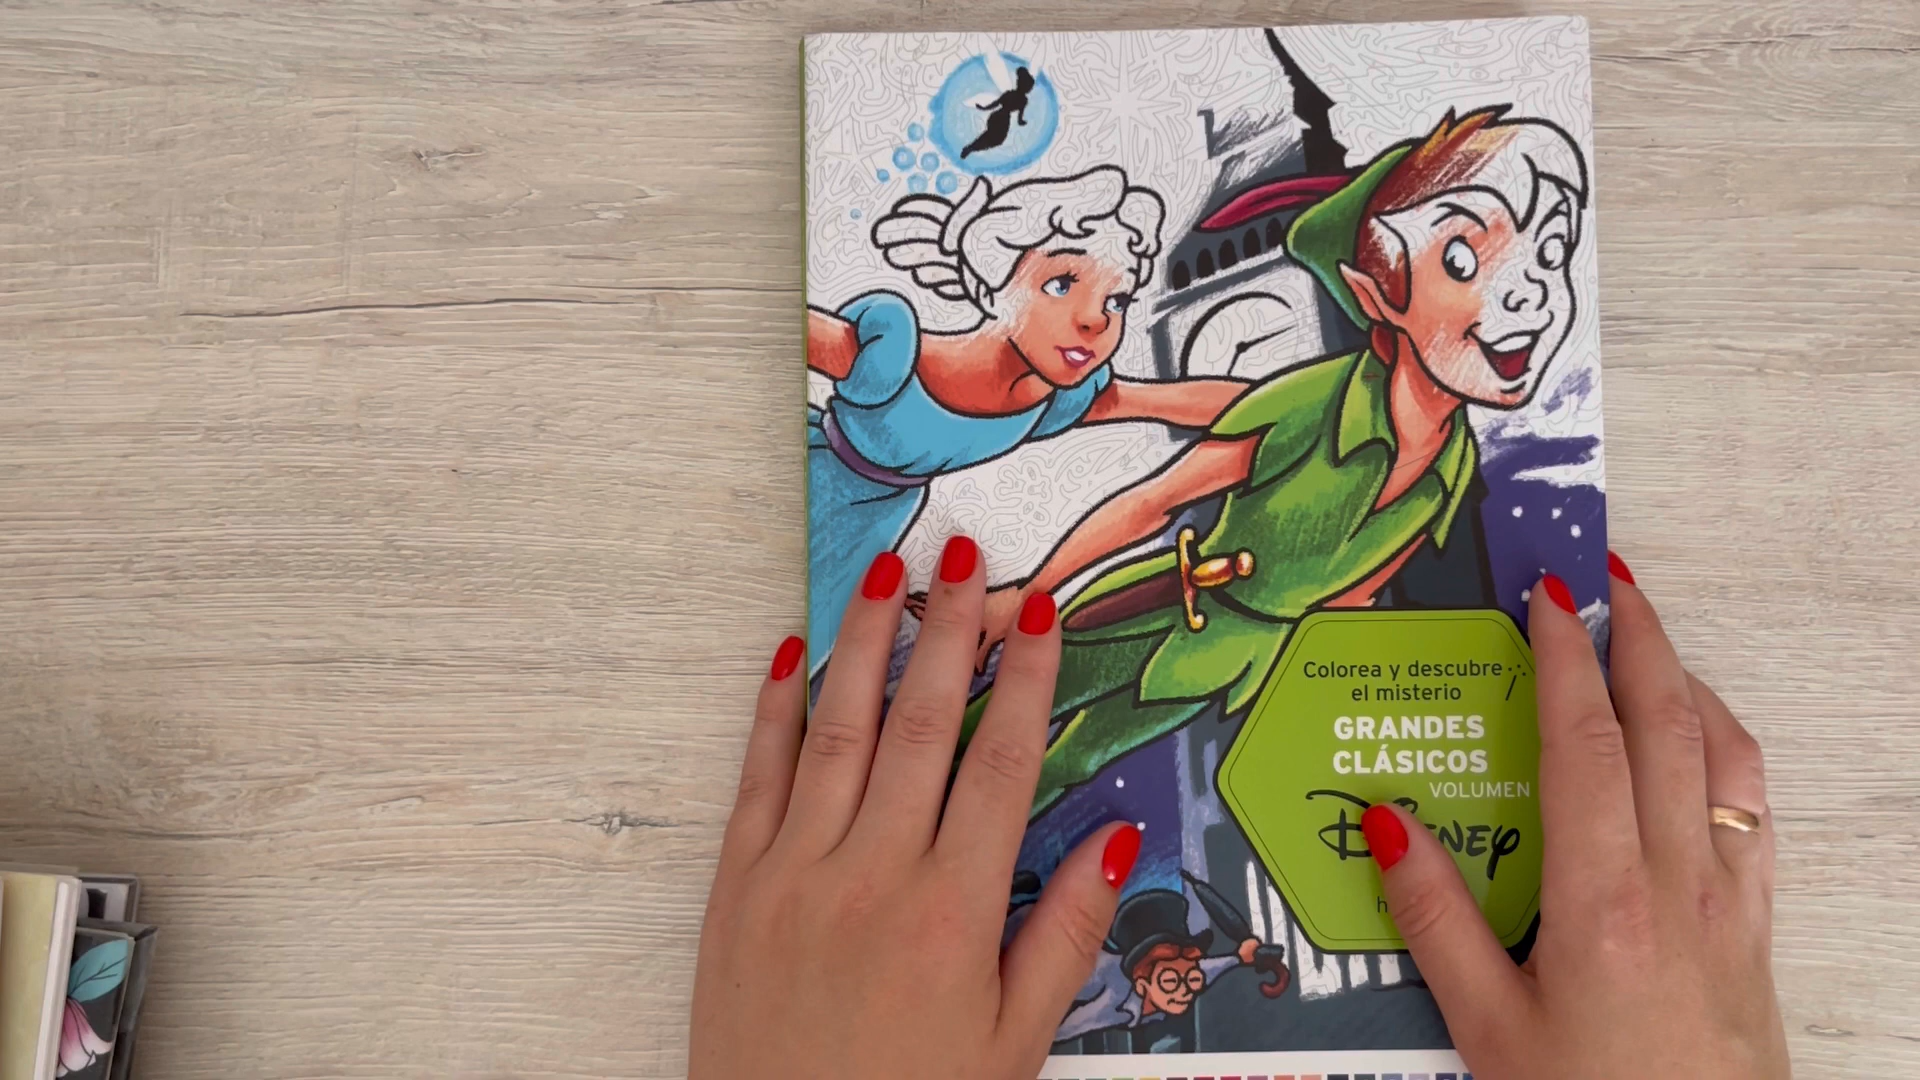 Colorea y descubre
el misterio
GRANDES
CLÁSICOS
VOLUMEN